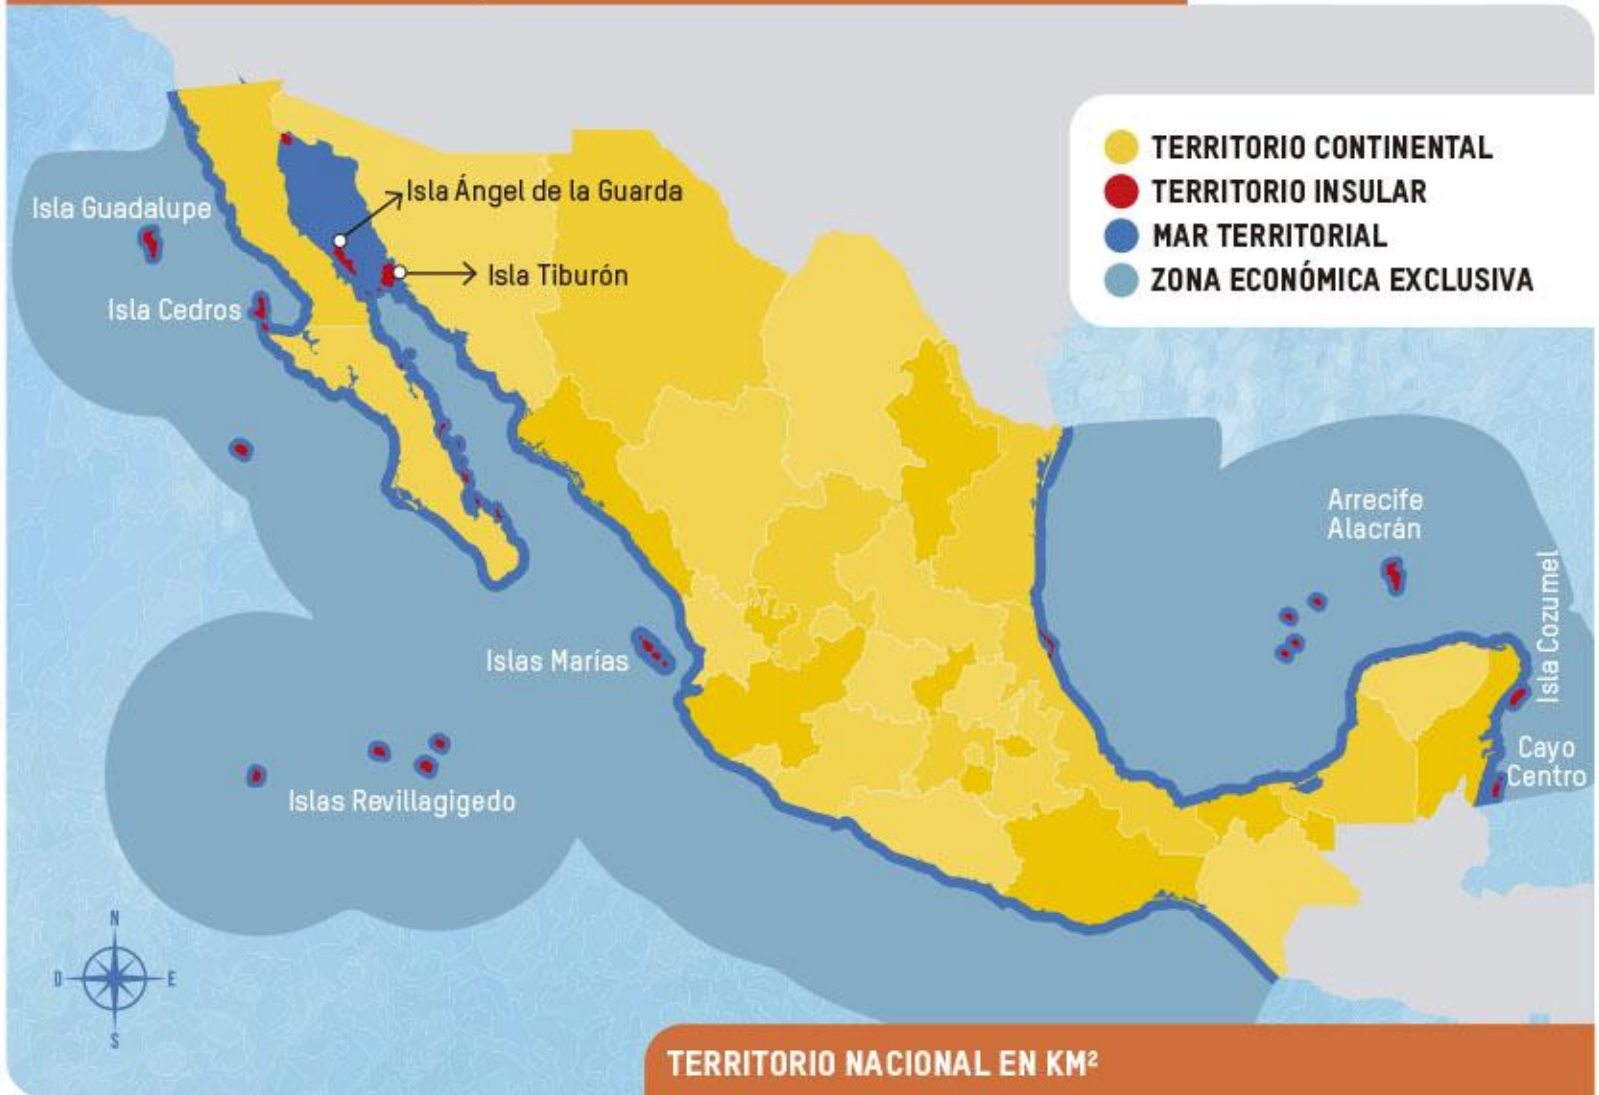 TERRITORIO CONTINENTAL
TERRITORIO INSULAR
MAR TERRITORIAL
ZONA ECONÓMICA EXCLUSIVA
Isla Ángel de la Guarda
Isla Guadalupe
Isla Tiburón
Isla Cedros
Arrecife
Alacrán
Isla Cozumel
Islas Marías
Cayo
Centro
Islas Revillagigedo
N
O
E
S
TERRITORIO NACIONAL EN KM²